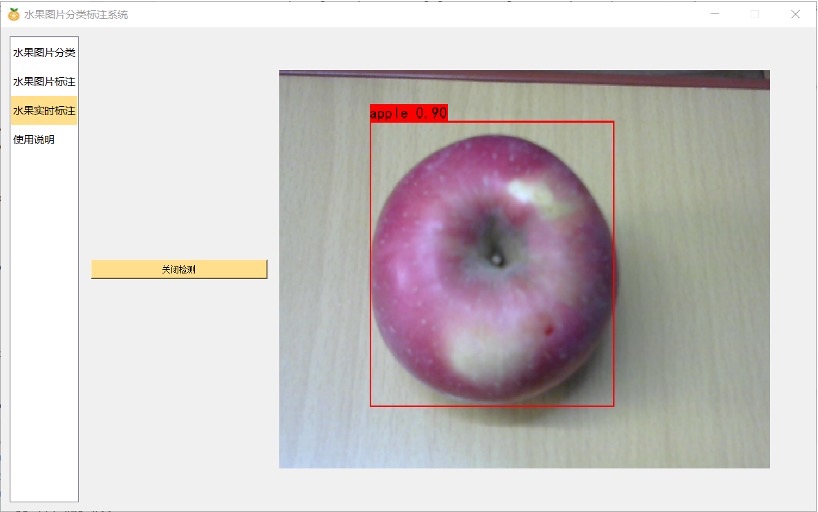 水果图片分类标注系统
水果图片分类
水果图片标注
水果实时标注
使用说明
关闭检测
apple 0.90